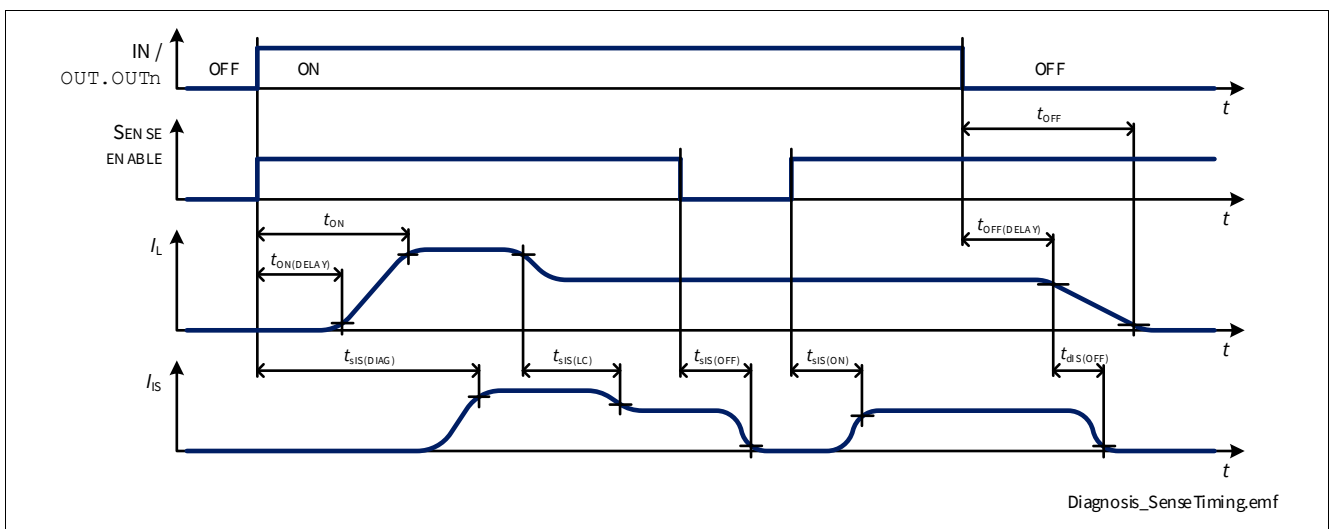 IN /
OUT.OUTn
OFF
ON
OFF
t
tOFF
SENSE
ENABLE
t
tON
tOFF(DELAY)
IL
tON(DELAY)
t
tsIS(DIAG)
tsIS(LC)
tsIS(OFF)
tsIS(ON)
tdIS(OFF)
IIS
t
Diagnosis_SenseTiming.emf